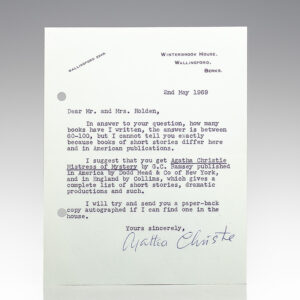 WALLINGFORD 2248.
WINTERBROOK HOUSE,
WALLINGFORD,
BERKS.
2nd May 1969
Dear Mr. and Mrs. Holden,
In answer to your question, how many
books have I written, the answer is between
60-100, but I cannot tell you exactly
because books of short stories differ here
and in American publications.
I suggest that you get Agatha Christie
Mistress of Mystery by G.C. Ramsey published
in America by Dodd Mead & Co of New York,
and in England by Collins, which gives a
complete list of short stories, dramatic
productions and such.
I will try and send you a paper-back
copy autographed if I can find one in the
house.
Yours sincerely,
Agatha Christie